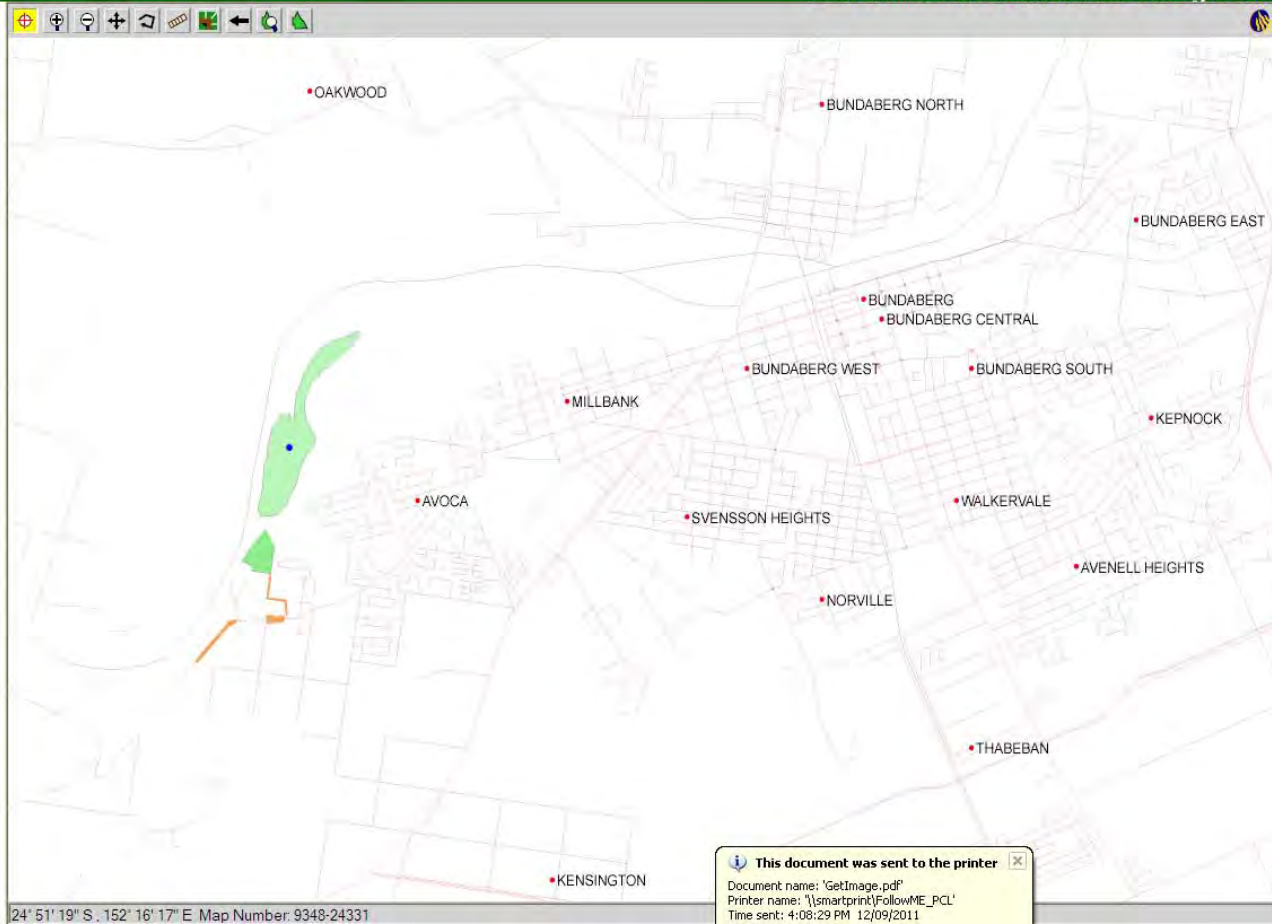 OAKWOOD
BUNDABERG NORTH
BUNDABERG EAST
BUNDABERG
BUNDABERG CENTRAL
BUNDABERG WEST
BUNDABERG SOUTH
MILLBANK
KEPNOCK
AVOCA
WALKERVALE
SVENSSON HEIGHTS
AVENELL HEIGHTS
NORVILLE
THABEBAN
KENSINGTON
This document was sent to the printer
Document name: 'GetImage.pdf'
Printer name: '\\smartprint\FollowME_PCL'
Time sent: 4:08:29 PM 12/09/2011
24° 51' 19" S , 152° 16' 17" E Map Number: 9348-24331